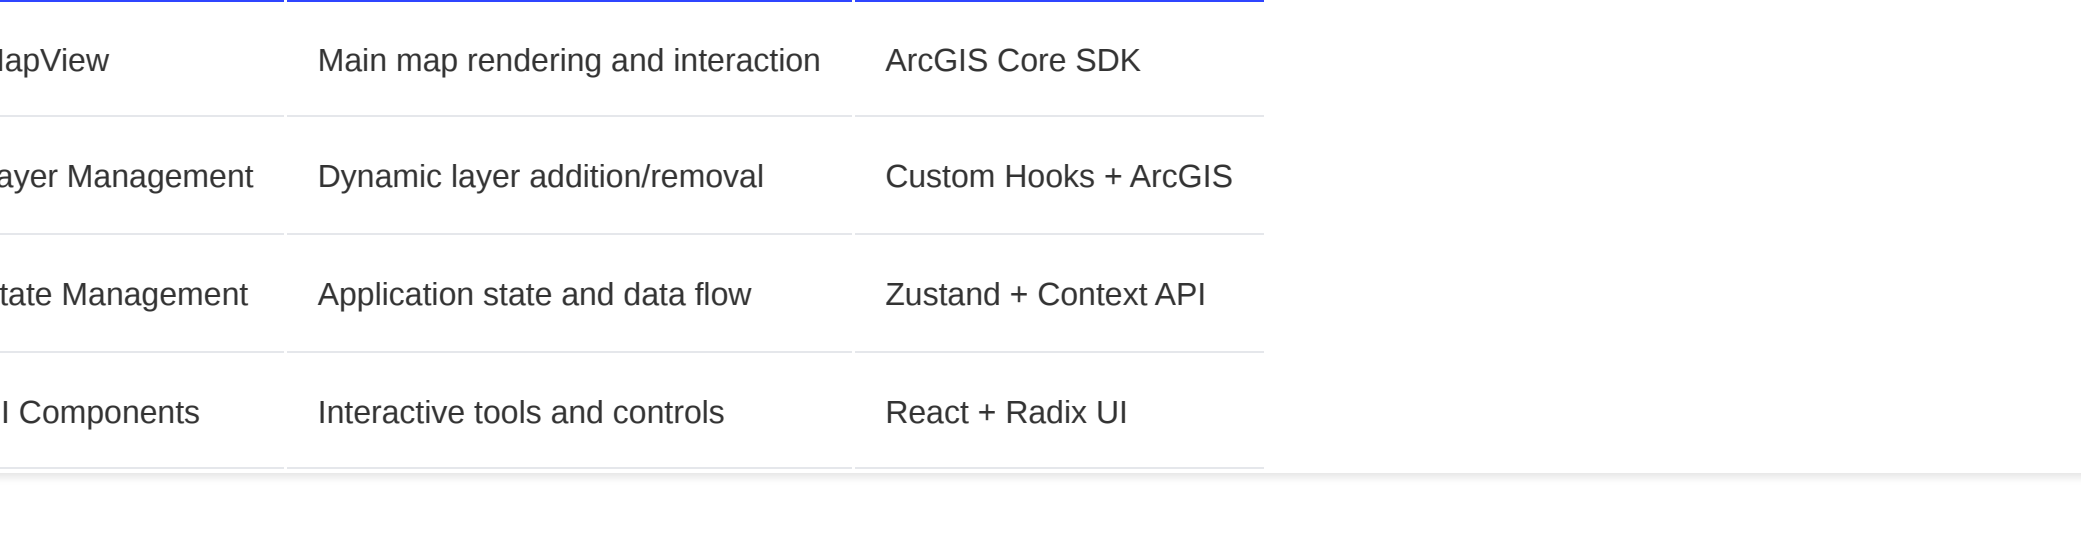 MapView Main map rendering and interaction ArcGIS Core SDK
ayer Management Dynamic layer addition/removal Custom Hooks + ArcGIS
tate Management Application state and data flow Zustand + Context API
I Components Interactive tools and controls React + Radix UI